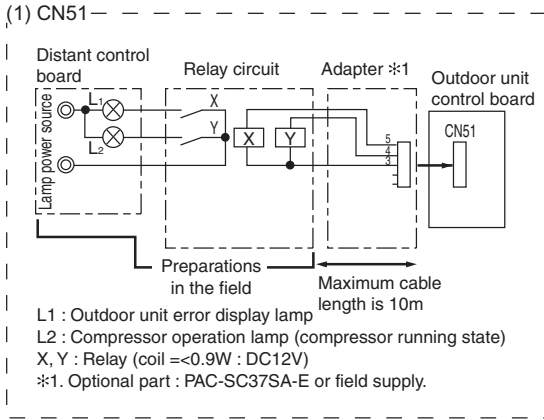 (1) CN51
Distant control
board
Relay circuit
Adapter ✻1
Outdoor unit
control board
Lamp power source
L1
L2
X
Y
X
Y
5
4
3
CN51
Preparations
in the field
Maximum cable
length is 10m
L1 : Outdoor unit error display lamp
L2 : Compressor operation lamp (compressor running state)
X, Y : Relay (coil =<0.9W : DC12V)
✻1. Optional part : PAC-SC37SA-E or field supply.